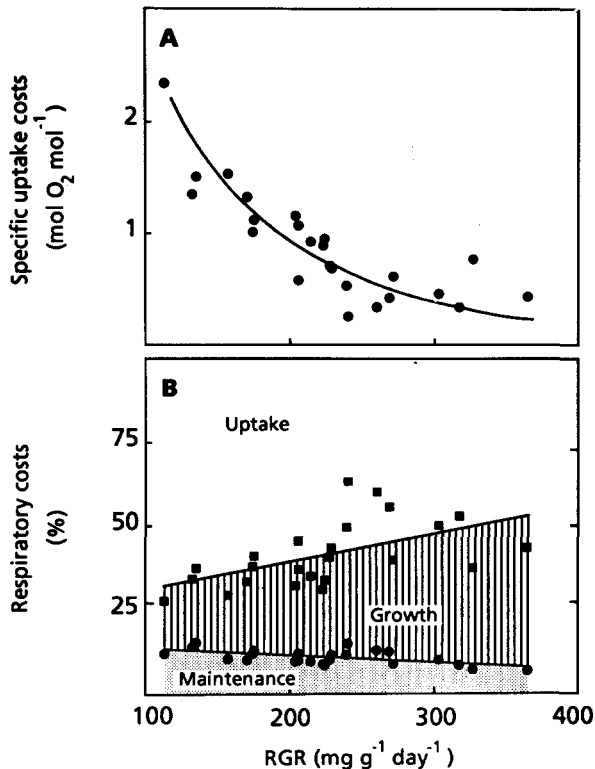 A
Specific uptake costs
(mol O₂ mol⁻¹)
2
1
B
Uptake
Respiratory costs
(%)
75
50
25
Growth
Maintenance
100 200 300 400
RGR (mg g⁻¹ day⁻¹)